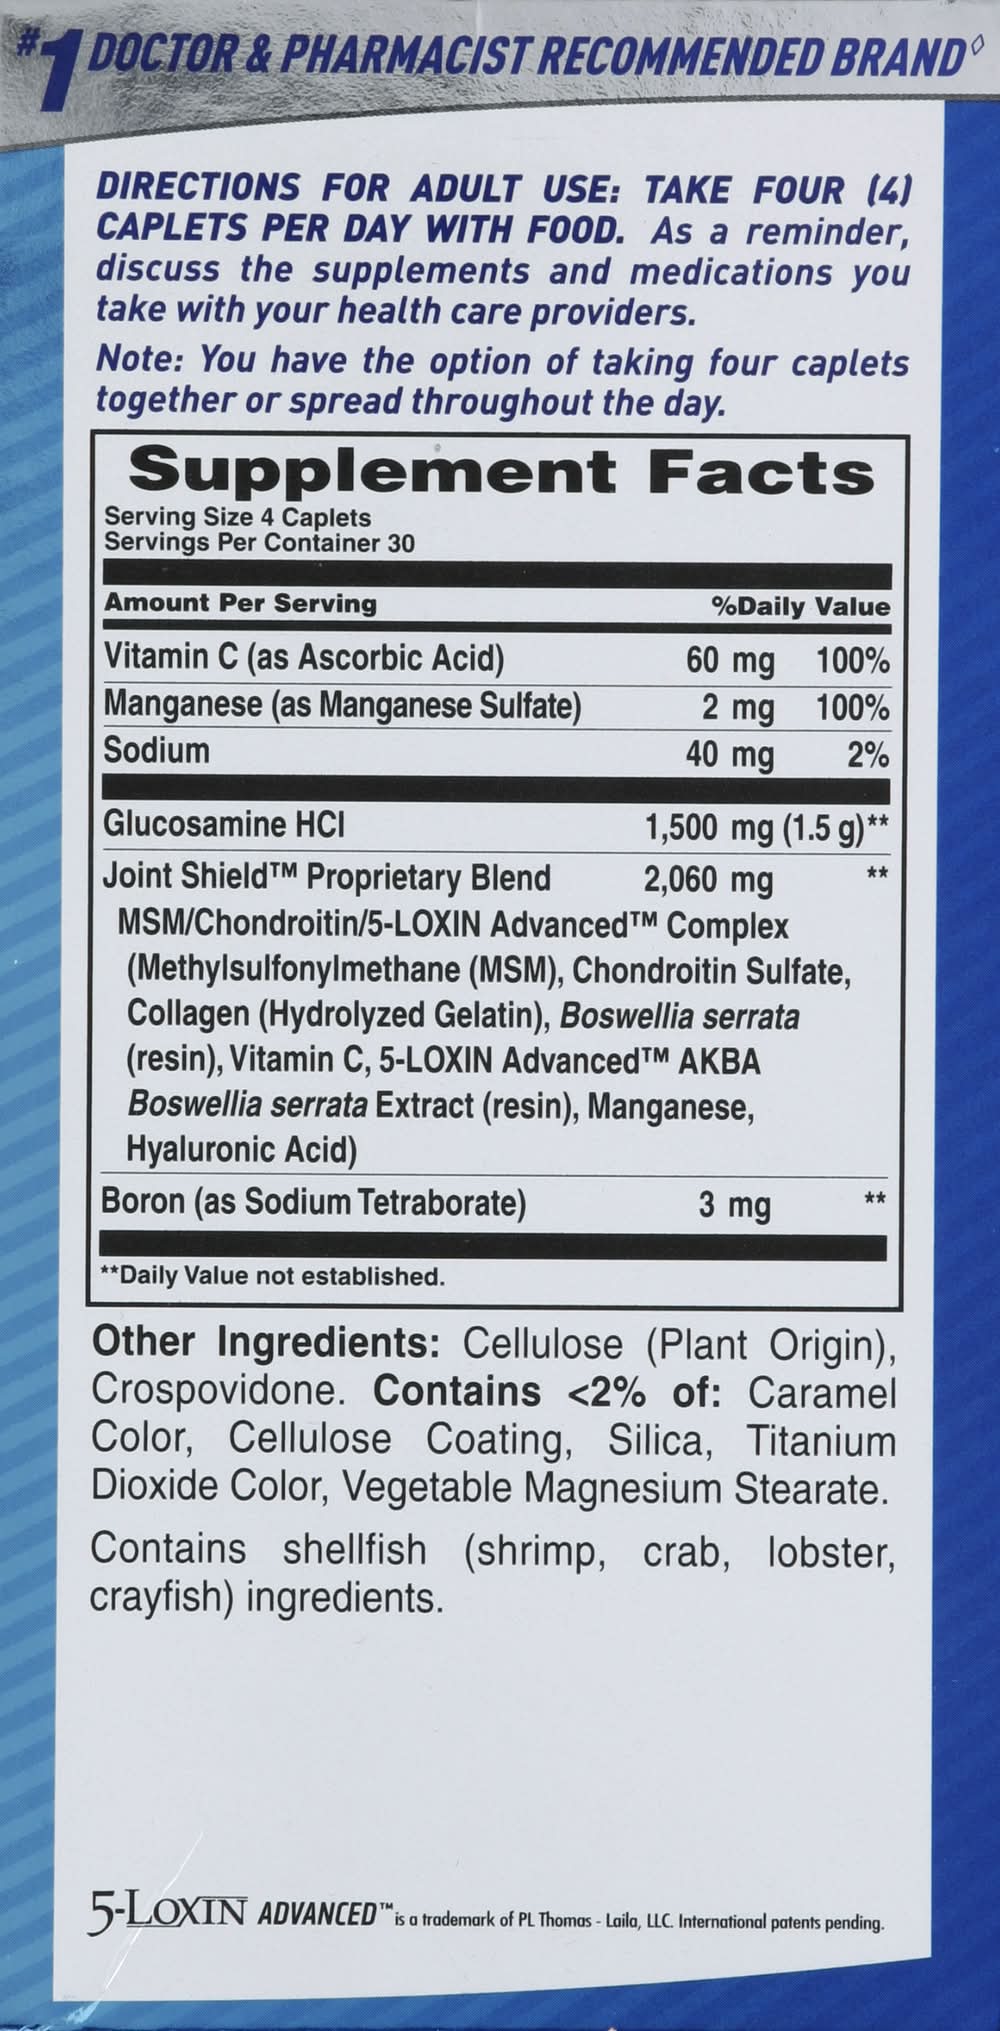 #1 DOCTOR & PHARMACIST RECOMMENDED BRAND◊
DIRECTIONS FOR ADULT USE: TAKE FOUR (4)
CAPLETS PER DAY WITH FOOD. As a reminder,
discuss the supplements and medications you
take with your health care providers.
Note: You have the option of taking four caplets
together or spread throughout the day.
Supplement Facts
Serving Size 4 Caplets
Servings Per Container 30
Amount Per Serving %Daily Value
Vitamin C (as Ascorbic Acid) 60 mg 100%
Manganese (as Manganese Sulfate) 2 mg 100%
Sodium 40 mg 2%
Glucosamine HCl 1,500 mg (1.5 g)**
Joint Shield™ Proprietary Blend 2,060 mg **
MSM/Chondroitin/5-LOXIN Advanced™ Complex
(Methylsulfonylmethane (MSM), Chondroitin Sulfate,
Collagen (Hydrolyzed Gelatin), Boswellia serrata
(resin), Vitamin C, 5-LOXIN Advanced™ AKBA
Boswellia serrata Extract (resin), Manganese,
Hyaluronic Acid)
Boron (as Sodium Tetraborate) 3 mg **
**Daily Value not established.
Other Ingredients: Cellulose (Plant Origin),
Crospovidone. Contains <2% of: Caramel
Color, Cellulose Coating, Silica, Titanium
Dioxide Color, Vegetable Magnesium Stearate.
Contains shellfish (shrimp, crab, lobster,
crayfish) ingredients.
5-LOXIN ADVANCED™ is a trademark of PL Thomas - Laila, LLC. International patents pending.